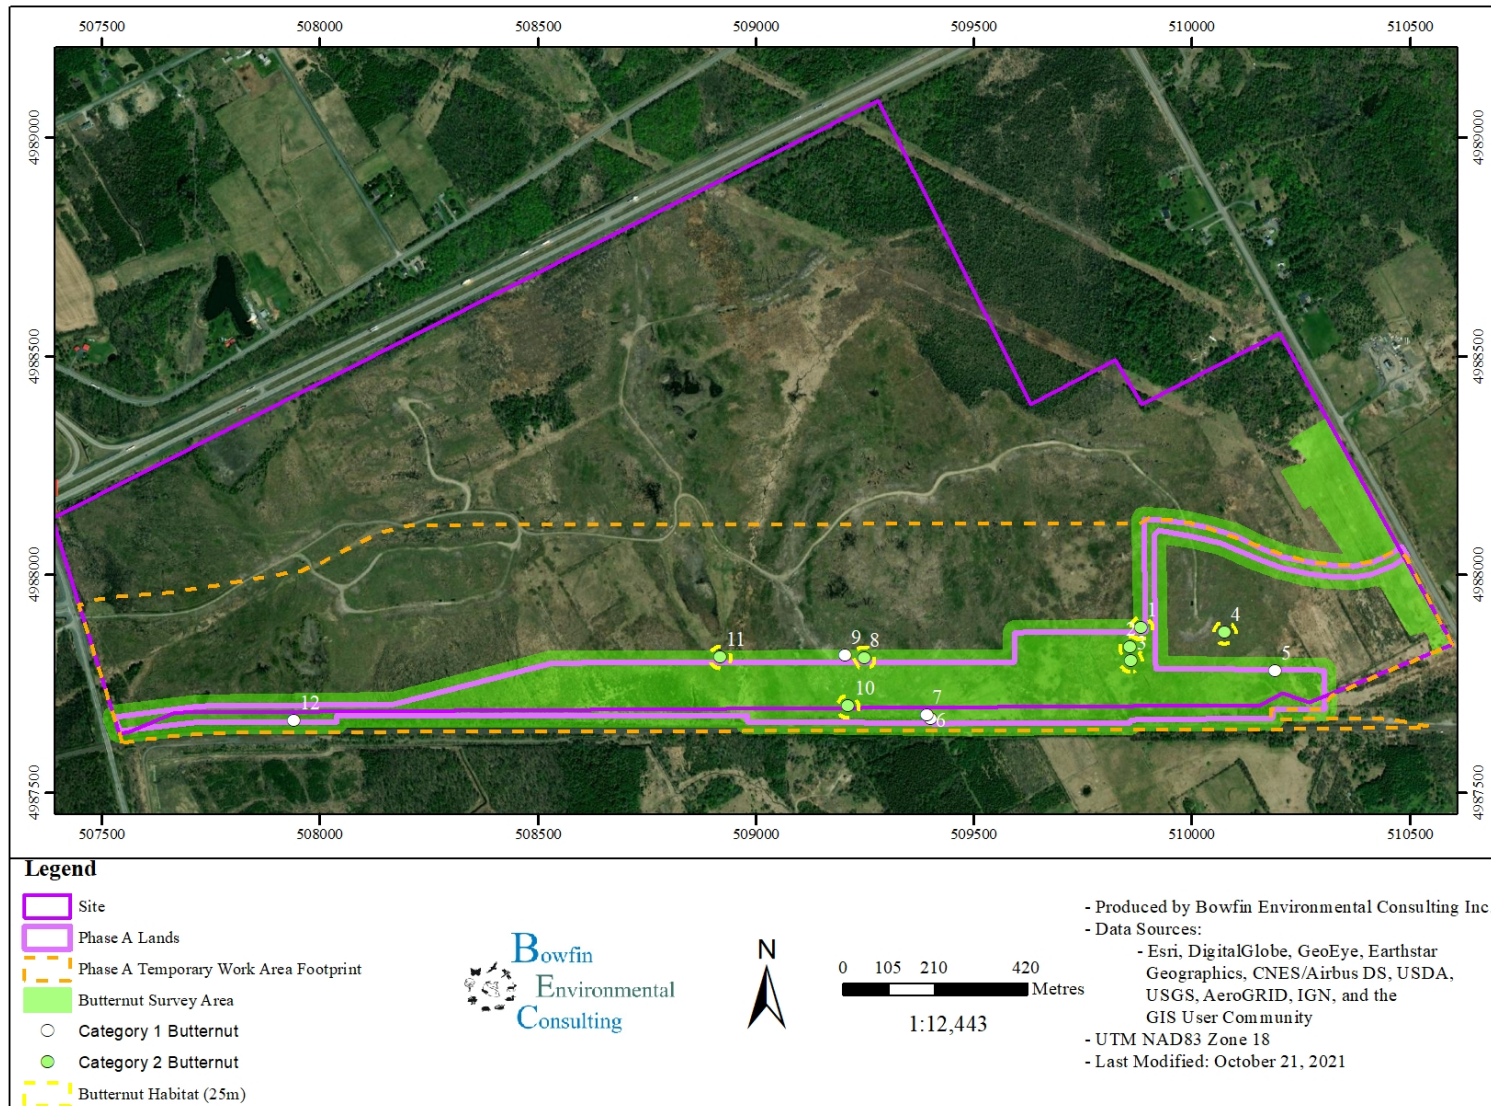 507500 508000 508500 509000 509500 510000 510500
4989000 4989000
4988500 4988500
4988000 4988000
4987500 4987500
1
2
3
4
5
6
7
8
9
10
11
12
507500 508000 508500 509000 509500 510000 510500
Legend
Site
Phase A Lands
Phase A Temporary Work Area Footprint
Butternut Survey Area
Category 1 Butternut
Category 2 Butternut
Butternut Habitat (25m)
Bowfin
Environmental
Consulting
N
0 105 210 420
Metres
1:12,443
- Produced by Bowfin Environmental Consulting Inc
- Data Sources:
- Esri, DigitalGlobe, GeoEye, Earthstar
Geographics, CNES/Airbus DS, USDA,
USGS, AeroGRID, IGN, and the
GIS User Community
- UTM NAD83 Zone 18
- Last Modified: October 21, 2021